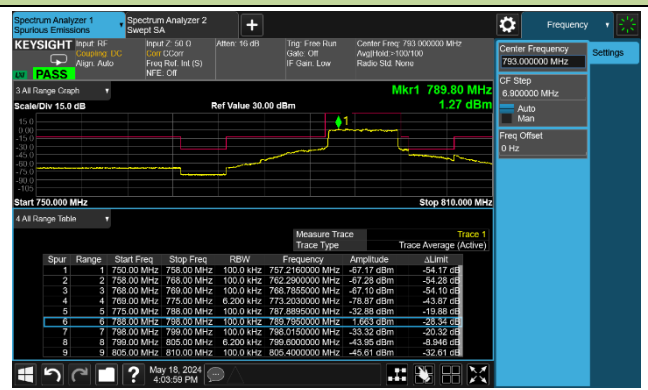 Spectrum Analyzer 1
Spurious Emissions
Spectrum Analyzer 2
Swept SA
Frequency
KEYSIGHT Input: RF Input Z: 50 Ω Atten: 16 dB Trig: Free Run Center Freq: 793.000000 MHz
Coupling: DC Corr CCorr Gate: Off Avg|Hold:>100/100
Align: Auto Freq Ref: Int (S) IF Gain: Low Radio Std: None
LXI PASS NFE: Off
Center Frequency
793.000000 MHz
Settings
CF Step
6.900000 MHz
Auto
Man
Freq Offset
0 Hz
3 All Range Graph
Mkr1 789.80 MHz
Scale/Div 15.0 dB Ref Value 30.00 dBm 1.27 dBm
1
15.0
0.00
-15.0
-30.0
-45.0
-60.0
-75.0
-90.0
-105
Start 750.000 MHz Stop 810.000 MHz
4 All Range Table
Measure Trace Trace 1
Trace Type Trace Average (Active)
Spur Range Start Freq Stop Freq RBW Frequency Amplitude ΔLimit
1 1 750.00 MHz 758.00 MHz 100.0 kHz 757.2160000 MHz -67.17 dBm -54.17 dB
2 2 758.00 MHz 768.00 MHz 100.0 kHz 762.2900000 MHz -67.28 dBm -54.28 dB
3 3 768.00 MHz 769.00 MHz 100.0 kHz 768.7855000 MHz -67.10 dBm -54.10 dB
4 4 769.00 MHz 775.00 MHz 6.200 kHz 773.2030000 MHz -78.87 dBm -43.87 dB
5 5 775.00 MHz 788.00 MHz 100.0 kHz 787.8895000 MHz -32.88 dBm -19.88 dB
6 6 788.00 MHz 798.00 MHz 100.0 kHz 789.7950000 MHz 1.663 dBm -28.34 dB
7 7 798.00 MHz 799.00 MHz 100.0 kHz 798.0150000 MHz -33.32 dBm -20.32 dB
8 8 799.00 MHz 805.00 MHz 6.200 kHz 799.6000000 MHz -43.95 dBm -8.946 dB
9 9 805.00 MHz 810.00 MHz 100.0 kHz 805.4000000 MHz -45.61 dBm -32.61 dB
May 18, 2024
4:03:59 PM